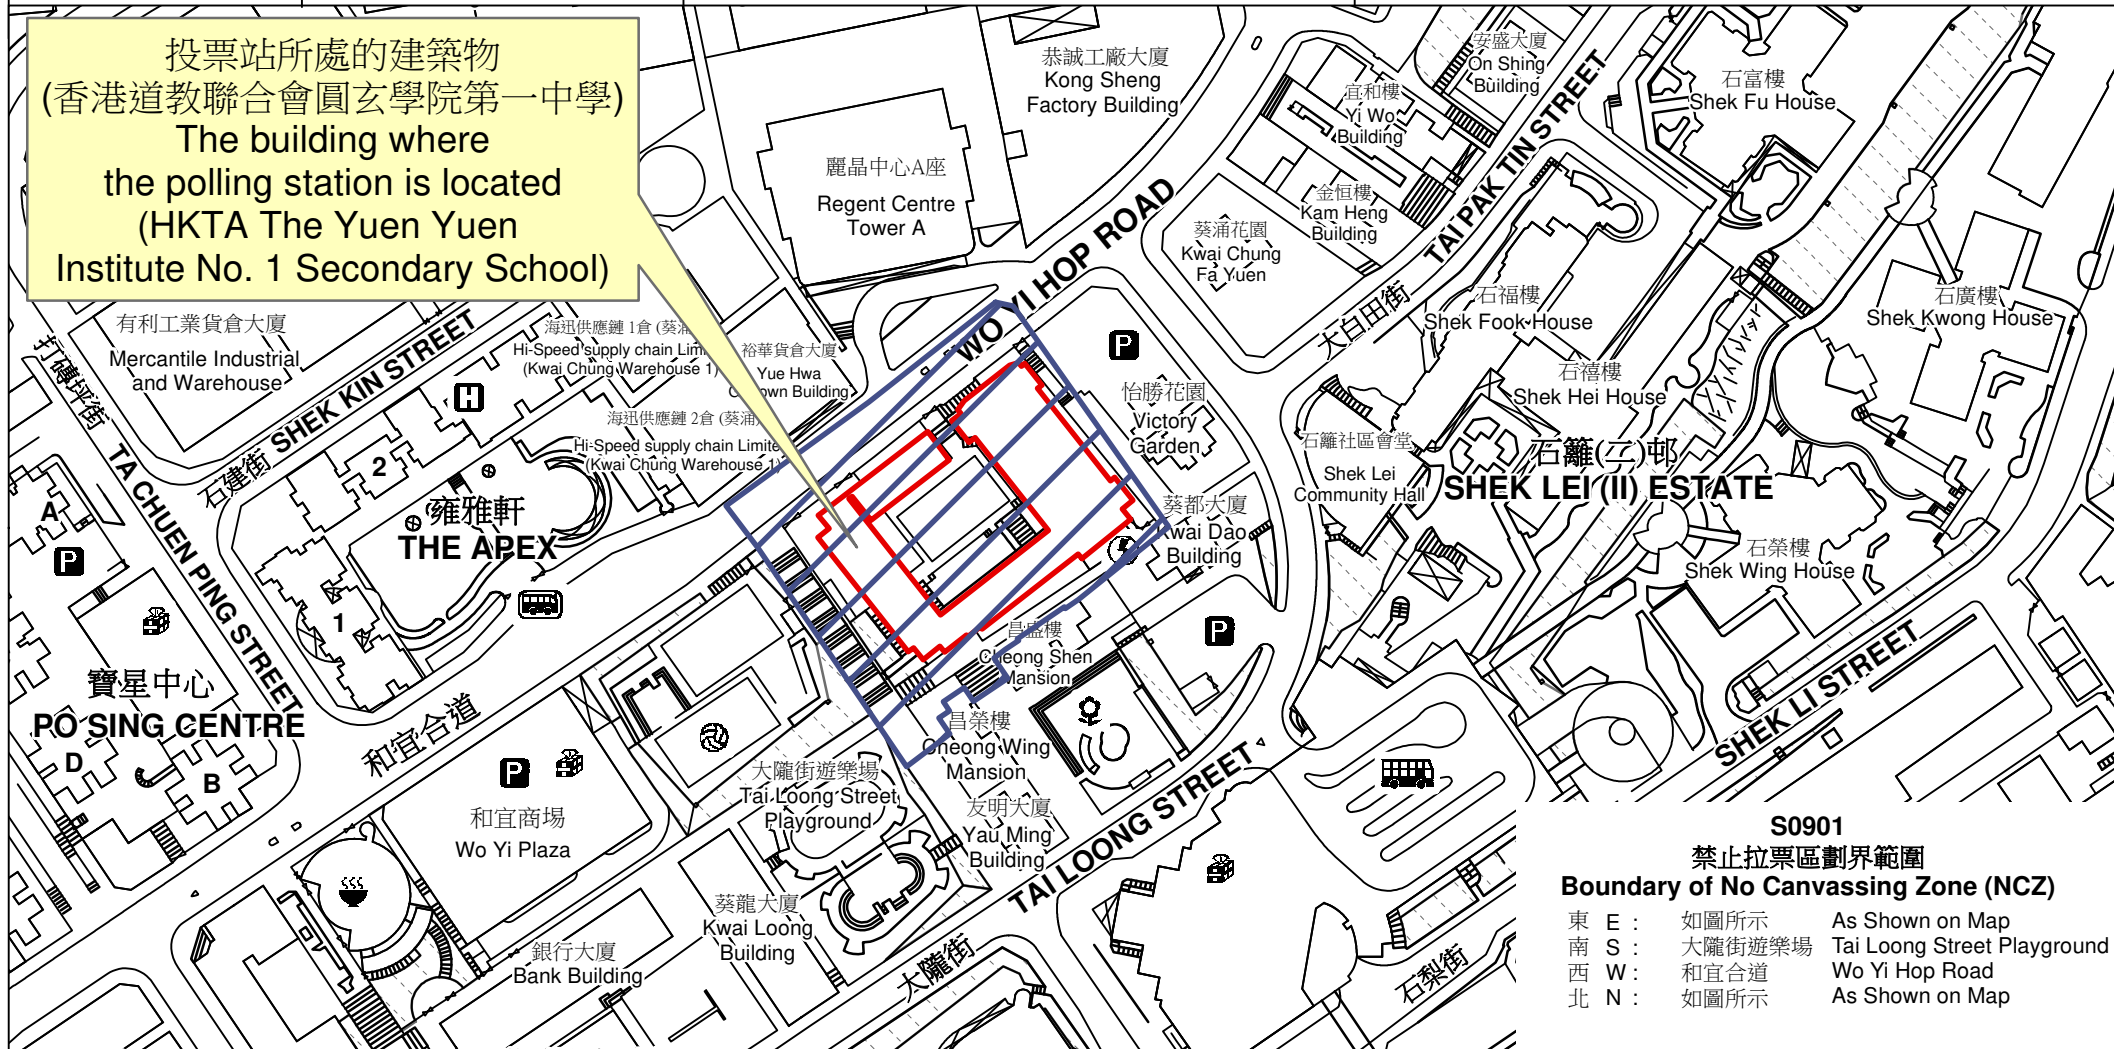 投票站所處的建築物
(香港道教聯合會圓玄學院第一中學)
The building where
the polling station is located
(HKTA The Yuen Yuen
Institute No. 1 Secondary School)
恭誠工廠大廈
Kong Sheng
Factory Building
麗晶中心A座
Regent Centre
Tower A
安盛大廈
On Shing
Building
宜和樓
Yi Wo
Building
金恒樓
Kam Heng
Building
葵涌花園
Kwai Chung
Fa Yuen
石富樓
Shek Fu House
TAI PAK TIN STREET
大白田街
WO YI HOP ROAD
石福樓
Shek Fook House
石廣樓
Shek Kwong House
石禧樓
Shek Hei House
有利工業貨倉大廈
Mercantile Industrial
and Warehouse
石建街 SHEK KIN STREET
打磚坪街 TA CHUEN PING STREET
海迅供應鏈 1倉 (葵涌
Hi-Speed supply chain Limi
(Kwai Chung Warehouse 1)
裕華貨倉大廈
Yue Hwa
Building
海迅供應鏈 2倉 (葵涌
Hi-Speed supply chain Limite
(Kwai Chung Warehouse 1)
P
怡勝花園
Victory
Garden
石籬社區會堂
Shek Lei
Community Hall
石籬(二)邨
SHEK LEI (II) ESTATE
H
2
雍雅軒
THE APEX
1
葵都大廈
Kwai Dao
Building
石榮樓
Shek Wing House
A
P
寶星中心
PO SING CENTRE
D
B
和宜合道
昌盛樓
Cheong Shen
Mansion
P
昌榮樓
Cheong Wing
Mansion
SHEK LI STREET
P
和宜商場
Wo Yi Plaza
大隴街遊樂場
Tai Loong Street
Playground
友明大廈
Yau Ming
Building
TAI LOONG STREET
葵龍大廈
Kwai Loong
Building
銀行大廈
Bank Building
大隴街
石梨街
S0901
禁止拉票區劃界範圍
Boundary of No Canvassing Zone (NCZ)
東 E : 如圖所示 As Shown on Map
南 S : 大隴街遊樂場 Tai Loong Street Playground
西 W : 和宜合道 Wo Yi Hop Road
北 N : 如圖所示 As Shown on Map